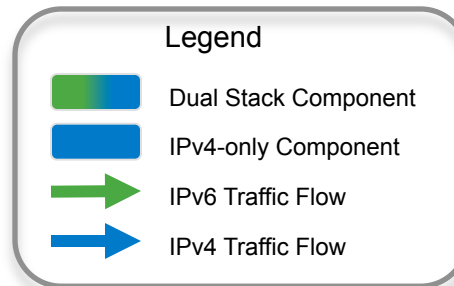 Legend
Dual Stack Component
IPv4-only Component
IPv6 Traffic Flow
IPv4 Traffic Flow